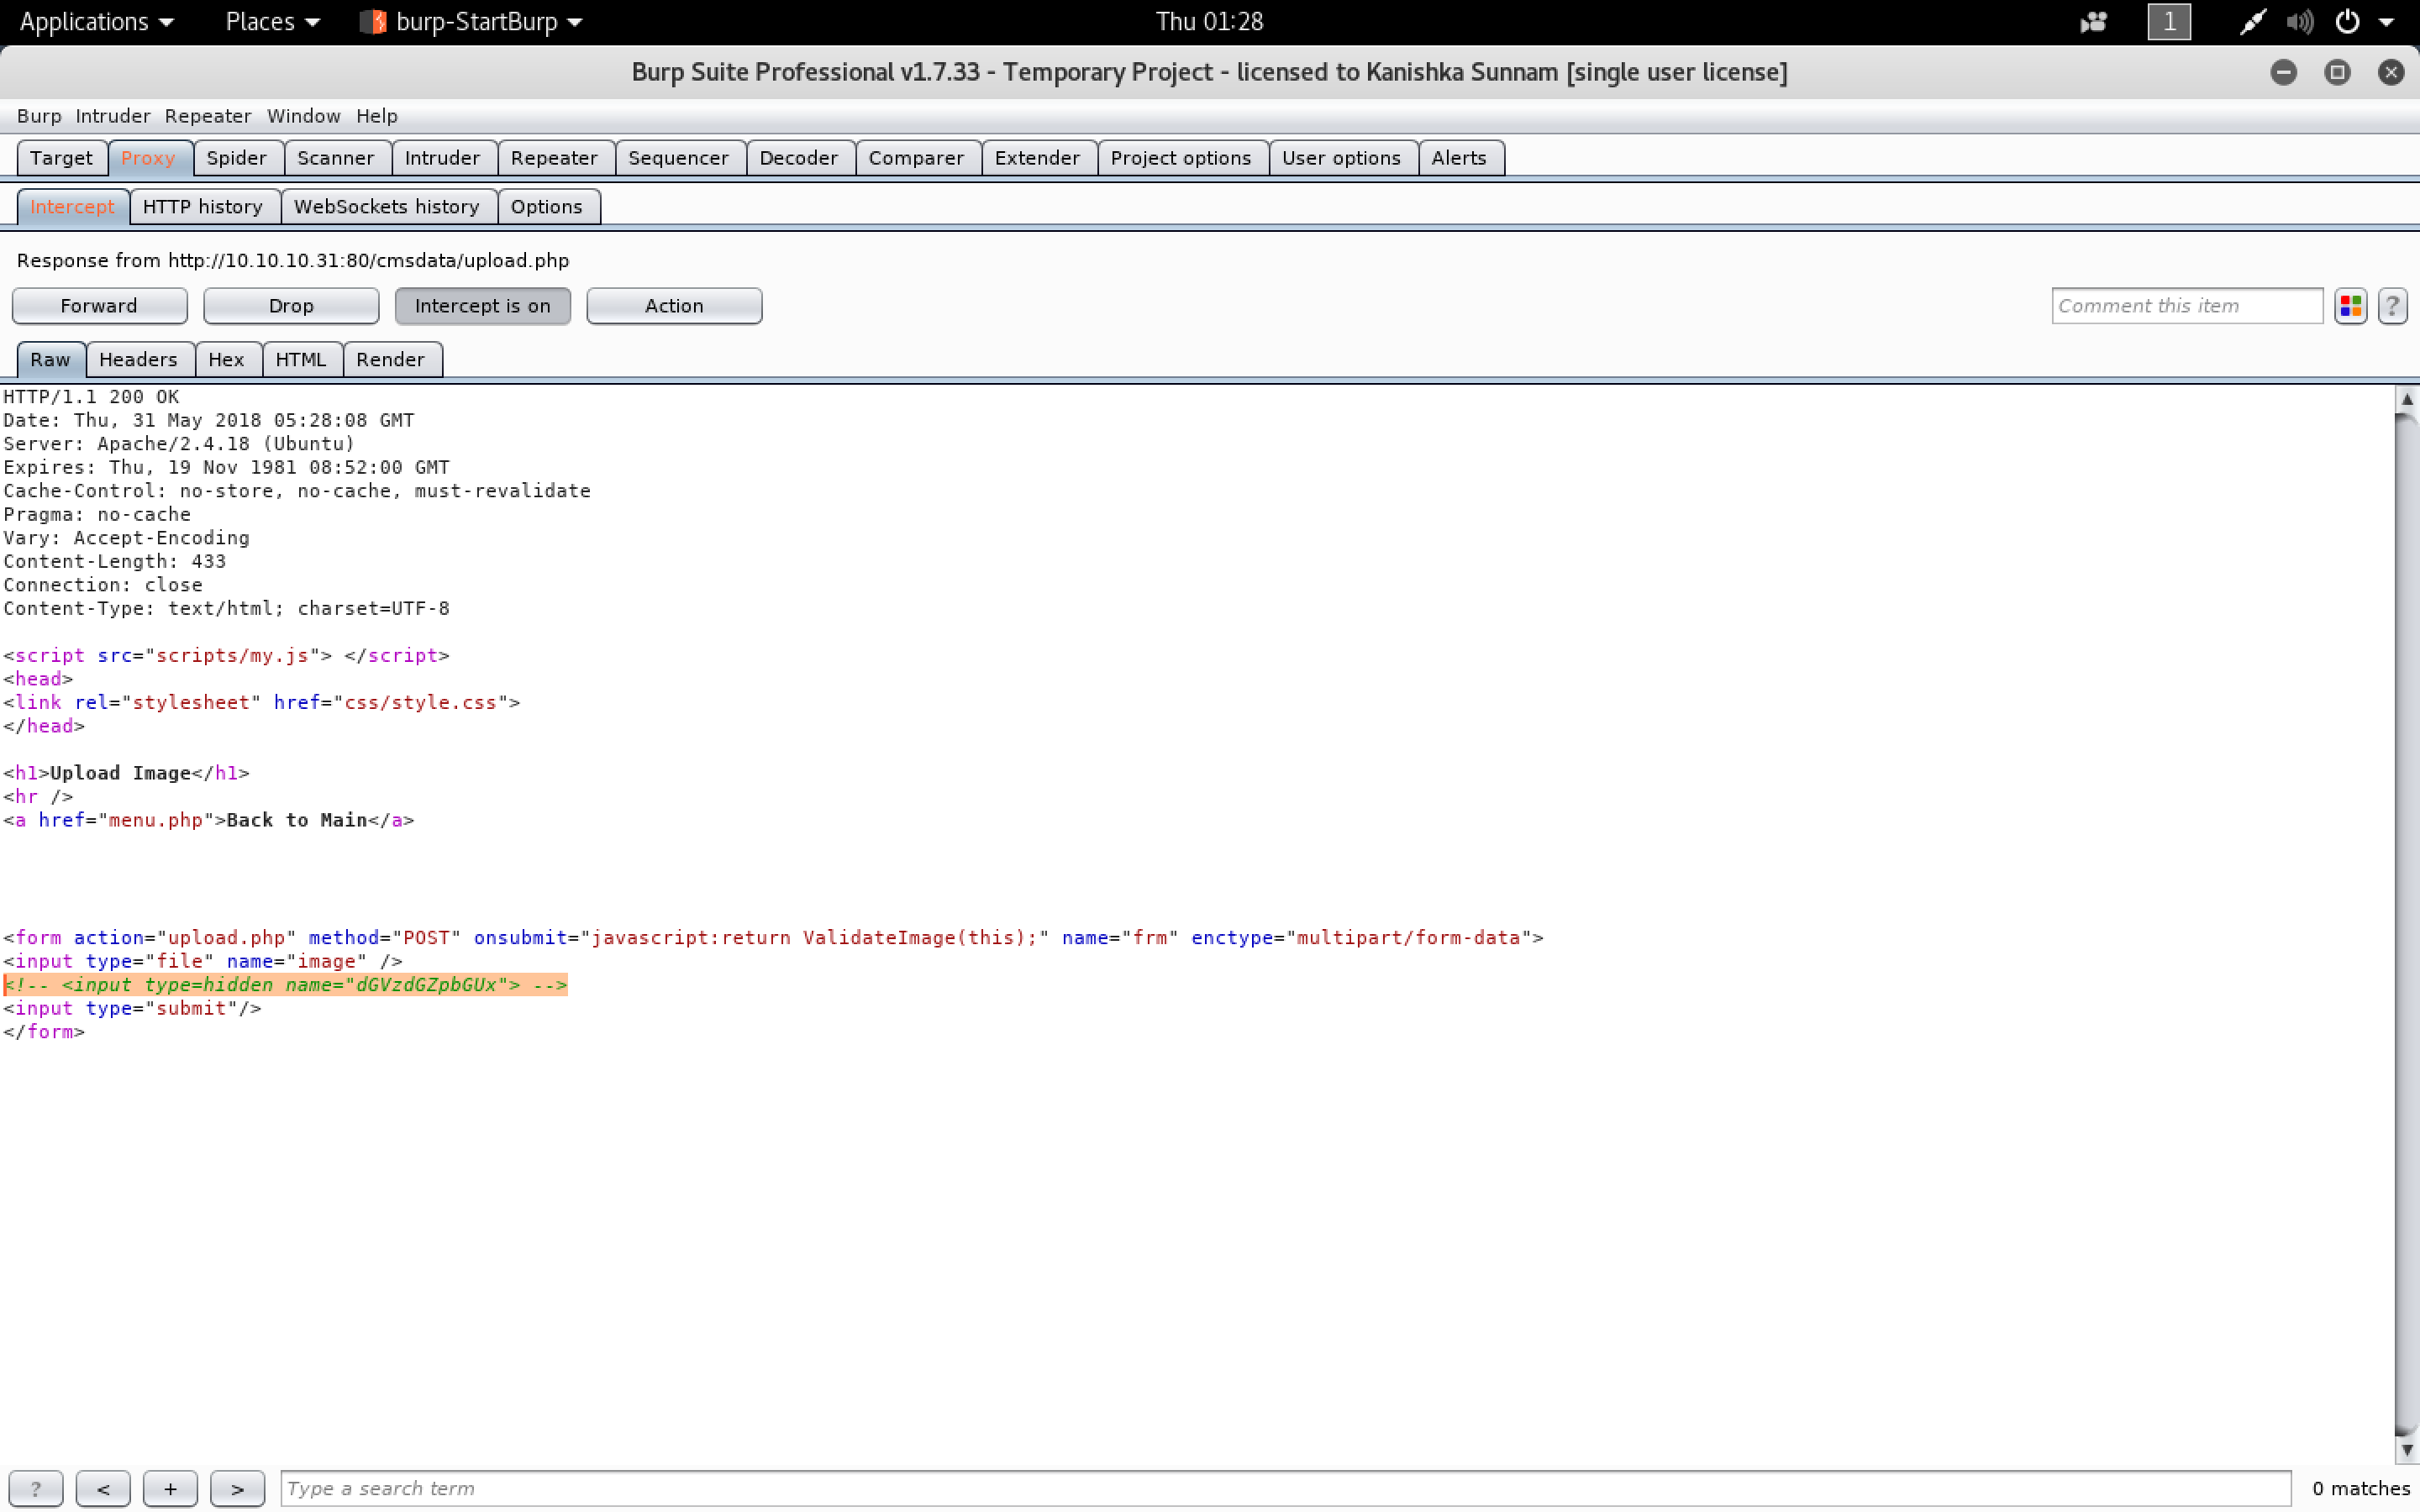 Applications Places burp-StartBurp Thu 01:28 1
Burp Suite Professional v1.7.33 - Temporary Project - licensed to Kanishka Sunnam [single user license]
Burp Intruder Repeater Window Help
Target Proxy Spider Scanner Intruder Repeater Sequencer Decoder Comparer Extender Project options User options Alerts
Intercept HTTP history WebSockets history Options
Response from http://10.10.10.31:80/cmsdata/upload.php
Forward Drop Intercept is on Action Comment this item ?
Raw Headers Hex HTML Render
HTTP/1.1 200 OK
Date: Thu, 31 May 2018 05:28:08 GMT
Server: Apache/2.4.18 (Ubuntu)
Expires: Thu, 19 Nov 1981 08:52:00 GMT
Cache-Control: no-store, no-cache, must-revalidate
Pragma: no-cache
Vary: Accept-Encoding
Content-Length: 433
Connection: close
Content-Type: text/html; charset=UTF-8
<script src="scripts/my.js"> </script>
<head>
<link rel="stylesheet" href="css/style.css">
</head>
<h1>Upload Image</h1>
<hr />
<a href="menu.php">Back to Main</a>
<form action="upload.php" method="POST" onsubmit="javascript:return ValidateImage(this);" name="frm" enctype="multipart/form-data">
<input type="file" name="image" />
<!-- <input type=hidden name="dGVzdGZpbGUx"> -->
<input type="submit"/>
</form>
? < + > Type a search term 0 matches